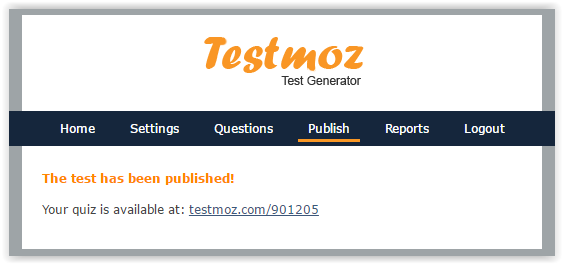 Testmoz
Test Generator
Home Settings Questions Publish Reports Logout
The test has been published!
Your quiz is available at: testmoz.com/901205